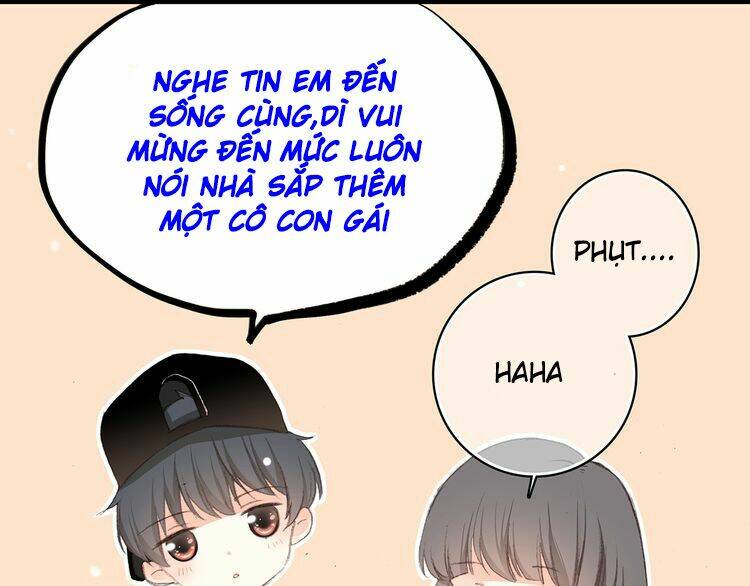 NGHE TIN EM ĐẾN
SỐNG CÙNG,DÌ VUI
MỪNG ĐẾN MỨC LUÔN
NÓI NHÀ SẮP THÊM
MỘT CÔ CON GÁI
PHỤT....
HAHA